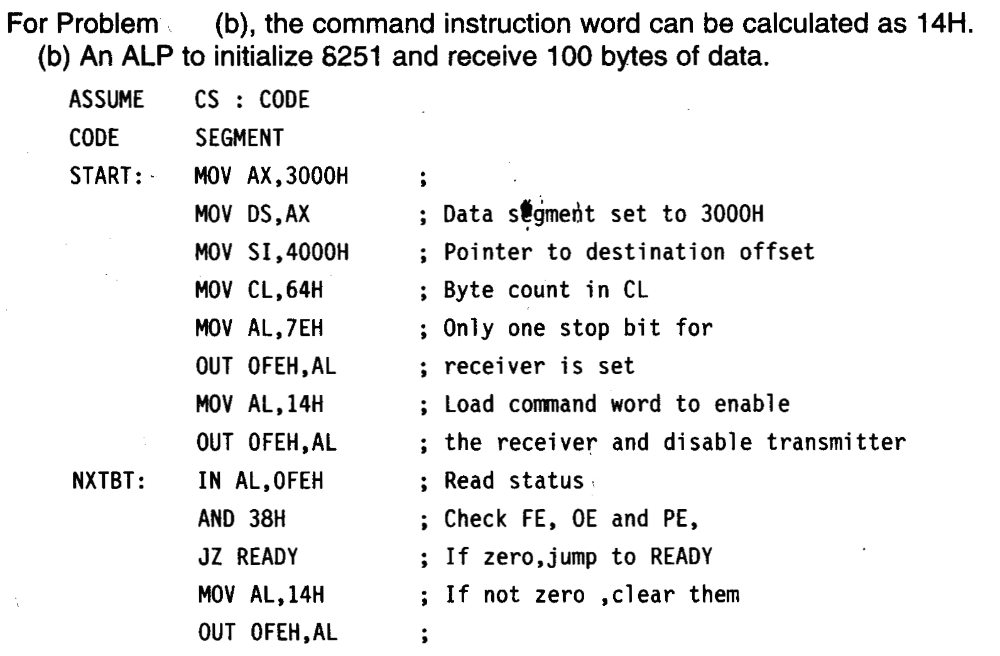 For Problem (b), the command instruction word can be calculated as 14H.
(b) An ALP to initialize 8251 and receive 100 bytes of data.
ASSUME CS : CODE
CODE SEGMENT
START: MOV AX,3000H ;
MOV DS,AX ; Data segment set to 3000H
MOV SI,4000H ; Pointer to destination offset
MOV CL,64H ; Byte count in CL
MOV AL,7EH ; Only one stop bit for
OUT 0FEH,AL ; receiver is set
MOV AL,14H ; Load command word to enable
OUT 0FEH,AL ; the receiver and disable transmitter
NXTBT: IN AL,0FEH ; Read status
AND 38H ; Check FE, OE and PE,
JZ READY ; If zero,jump to READY
MOV AL,14H ; If not zero ,clear them
OUT 0FEH,AL ;